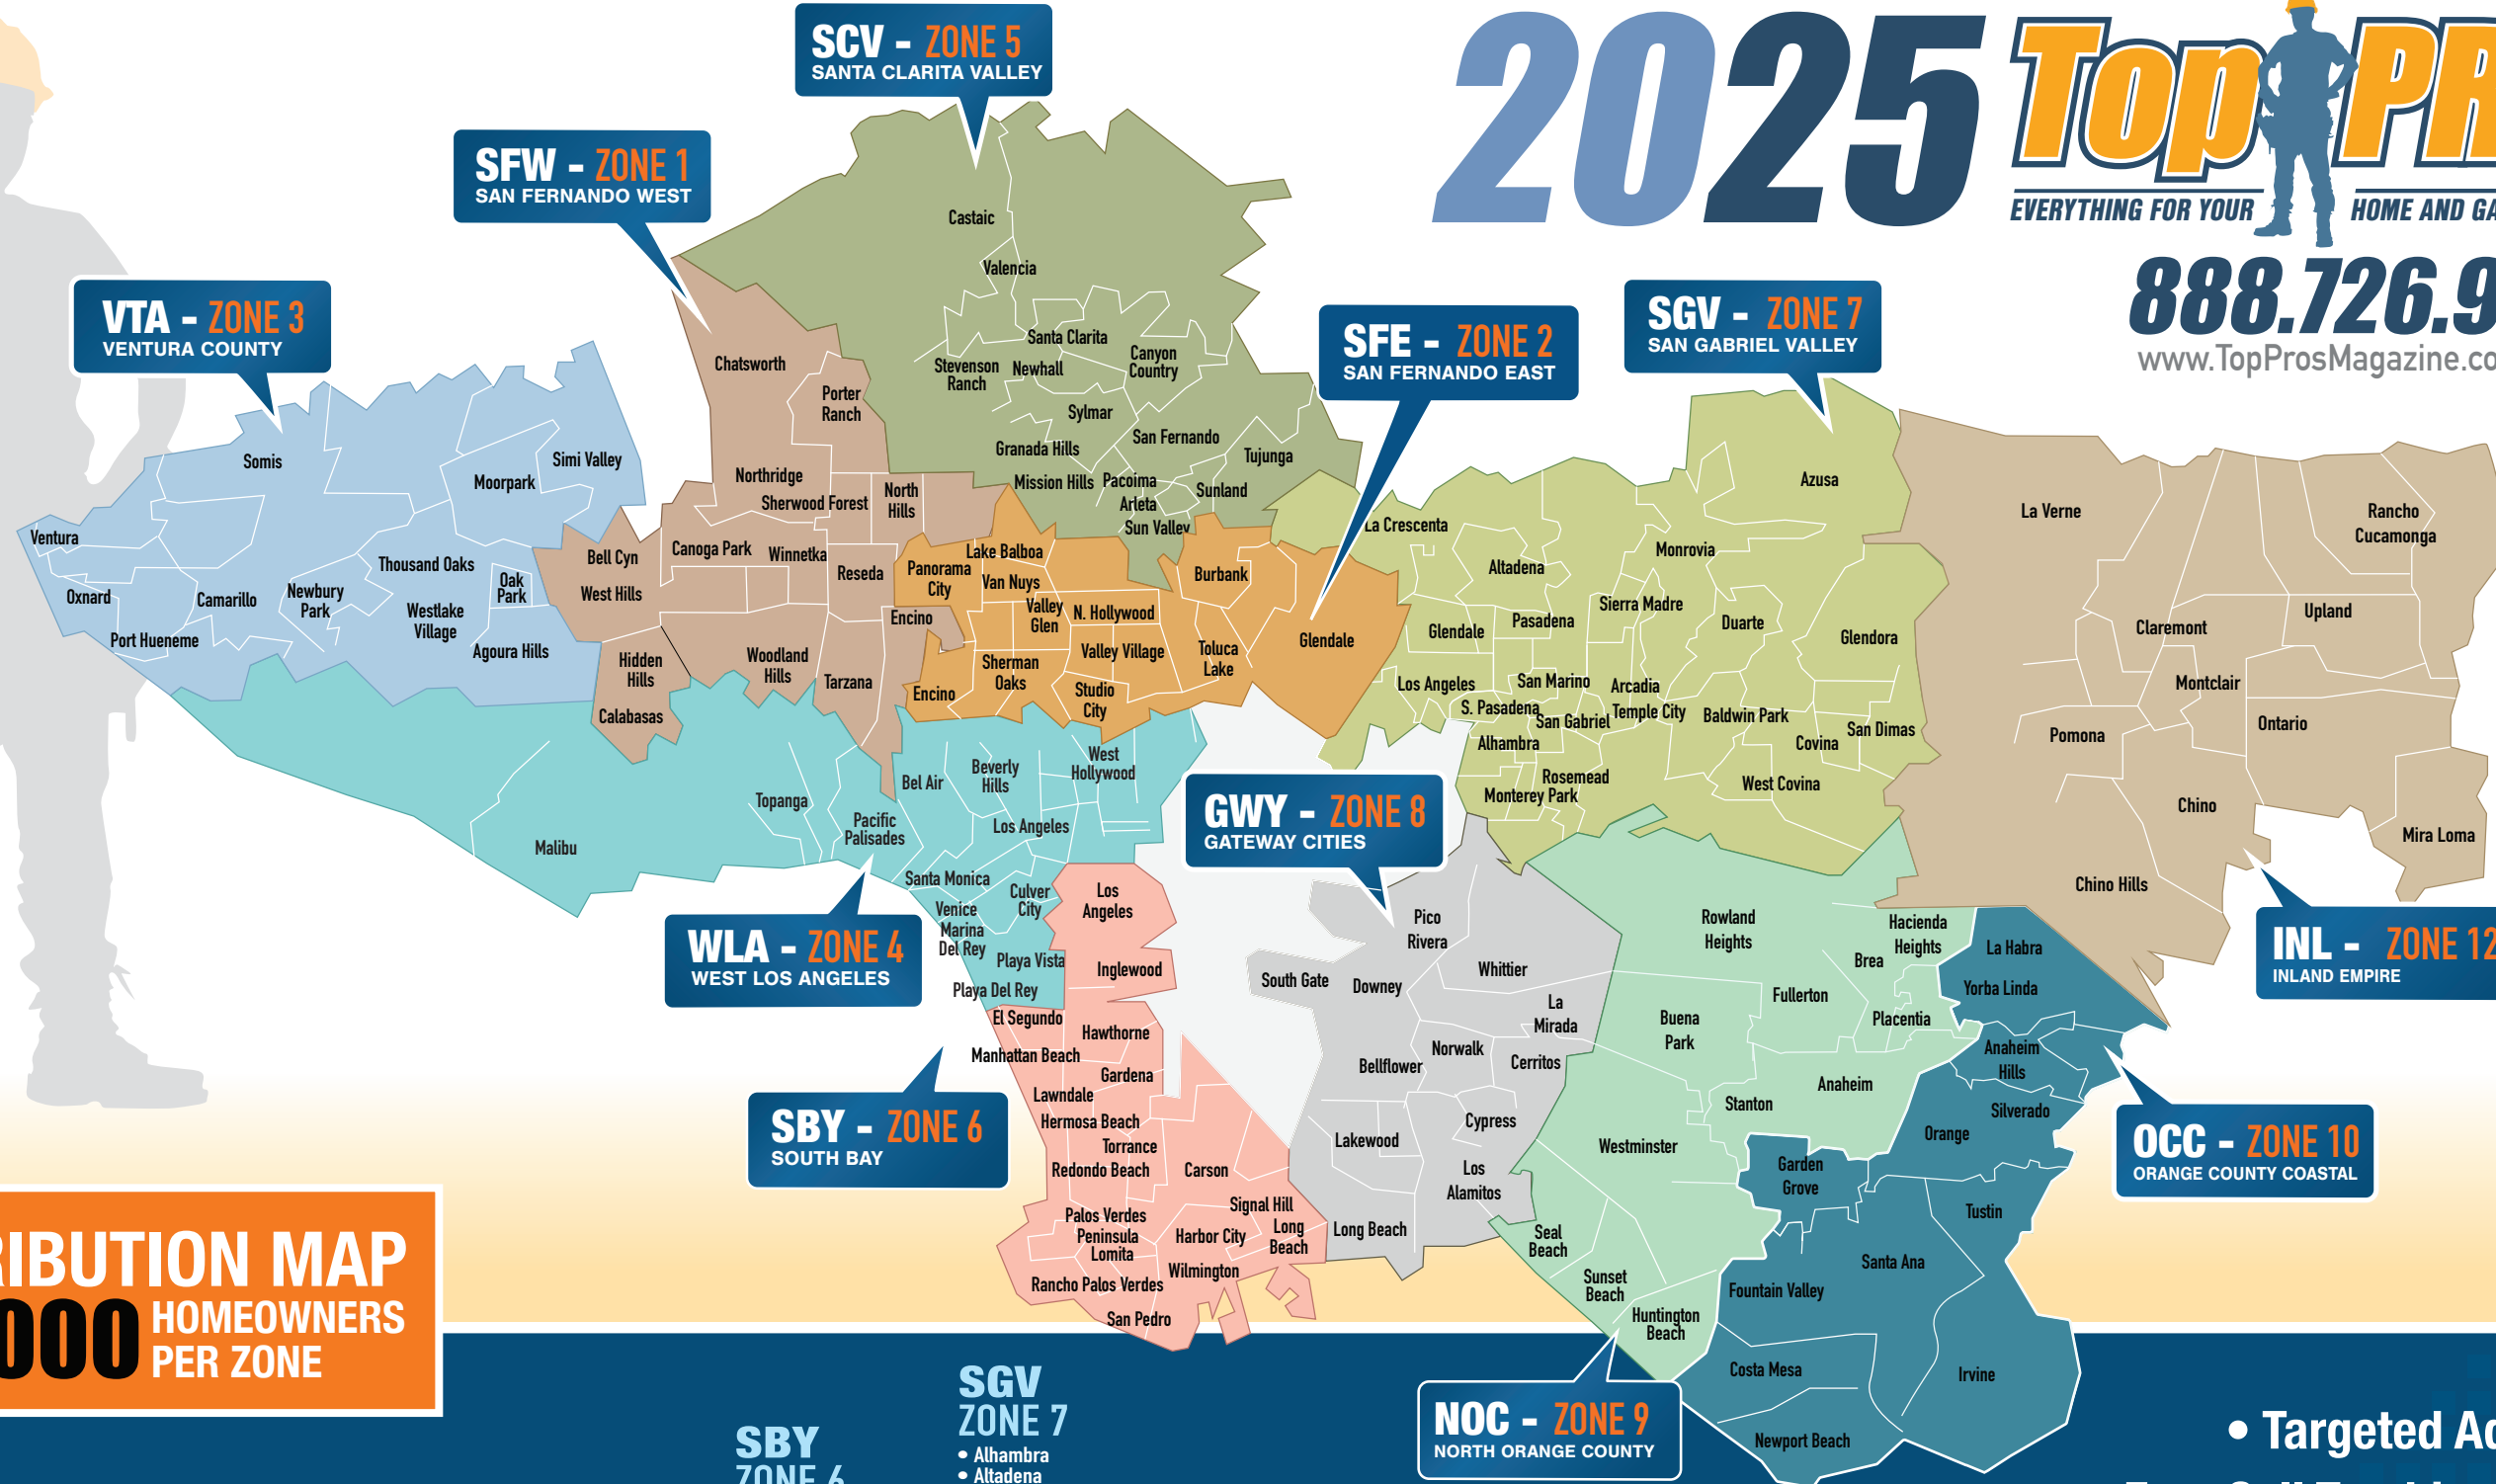 SCV - ZONE 5
SANTA CLARITA VALLEY
2025
Top
EVERYTHING FOR YOUR
HOME AND
888.726.9
www.TopProsMagazine.co
SFW - ZONE 1
SAN FERNANDO WEST
VTA - ZONE 3
VENTURA COUNTY
SFE - ZONE 2
SAN FERNANDO EAST
SGV - ZONE 7
SAN GABRIEL VALLEY
Castaic
Valencia
Santa Clarita
Stevenson
Ranch
Newhall
Canyon
Country
Sylmar
San Fernando
Granada Hills
Tujunga
Mission Hills
Pacoima
Arleta
Sunland
Sun Valley
Chatsworth
Porter
Ranch
Northridge
Sherwood Forest
North
Hills
Canoga Park
Winnetka
Reseda
Bell Cyn
West Hills
Encino
Hidden
Hills
Woodland
Hills
Tarzana
Calabasas
Somis
Simi Valley
Moorpark
Ventura
Thousand Oaks
Oak
Park
Oxnard
Camarillo
Newbury
Park
Westlake
Village
Port Hueneme
Agoura Hills
Lake Balboa
Panorama
City
Van Nuys
Burbank
Valley
Glen
N. Hollywood
Valley Village
Toluca
Lake
Glendale
Sherman
Oaks
Encino
Studio
City
La Crescenta
Azusa
Altadena
Monrovia
Sierra Madre
Glendale
Pasadena
Duarte
Glendora
Los Angeles
San Marino
Arcadia
S. Pasadena
San Gabriel
Temple City
Baldwin Park
San Dimas
Alhambra
Covina
Rosemead
West Covina
Monterey Park
La Verne
Rancho
Cucamonga
Claremont
Upland
Montclair
Pomona
Ontario
Chino
Mira Loma
Chino Hills
Malibu
Topanga
Pacific
Palisades
Bel Air
Beverly
Hills
West
Hollywood
Los Angeles
Santa Monica
Culver
City
Venice
Marina
Del Rey
Playa Vista
Playa Del Rey
GWY - ZONE 8
GATEWAY CITIES
WLA - ZONE 4
WEST LOS ANGELES
SBY - ZONE 6
SOUTH BAY
INL - ZONE 12
INLAND EMPIRE
OCC - ZONE 10
ORANGE COUNTY COASTAL
NOC - ZONE 9
NORTH ORANGE COUNTY
Los
Angeles
Inglewood
El Segundo
Hawthorne
Manhattan Beach
Gardena
Lawndale
Hermosa Beach
Torrance
Redondo Beach
Carson
Signal Hill
Palos Verdes
Peninsula
Lomita
Harbor City
Long
Beach
Wilmington
Rancho Palos Verdes
San Pedro
Pico
Rivera
South Gate
Downey
Whittier
La
Mirada
Norwalk
Bellflower
Cerritos
Lakewood
Cypress
Los
Alamitos
Long Beach
Rowland
Heights
Hacienda
Heights
Brea
Fullerton
Placentia
Buena
Park
Anaheim
Stanton
Westminster
Seal
Beach
Sunset
Beach
Huntington
Beach
La Habra
Yorba Linda
Anaheim
Hills
Silverado
Orange
Garden
Grove
Tustin
Santa Ana
Fountain Valley
Costa Mesa
Irvine
Newport Beach
RIBUTION MAP
000 HOMEOWNERS
PER ZONE
SBY
ZONE 6
SGV
ZONE 7
• Alhambra
• Altadena
• Targeted